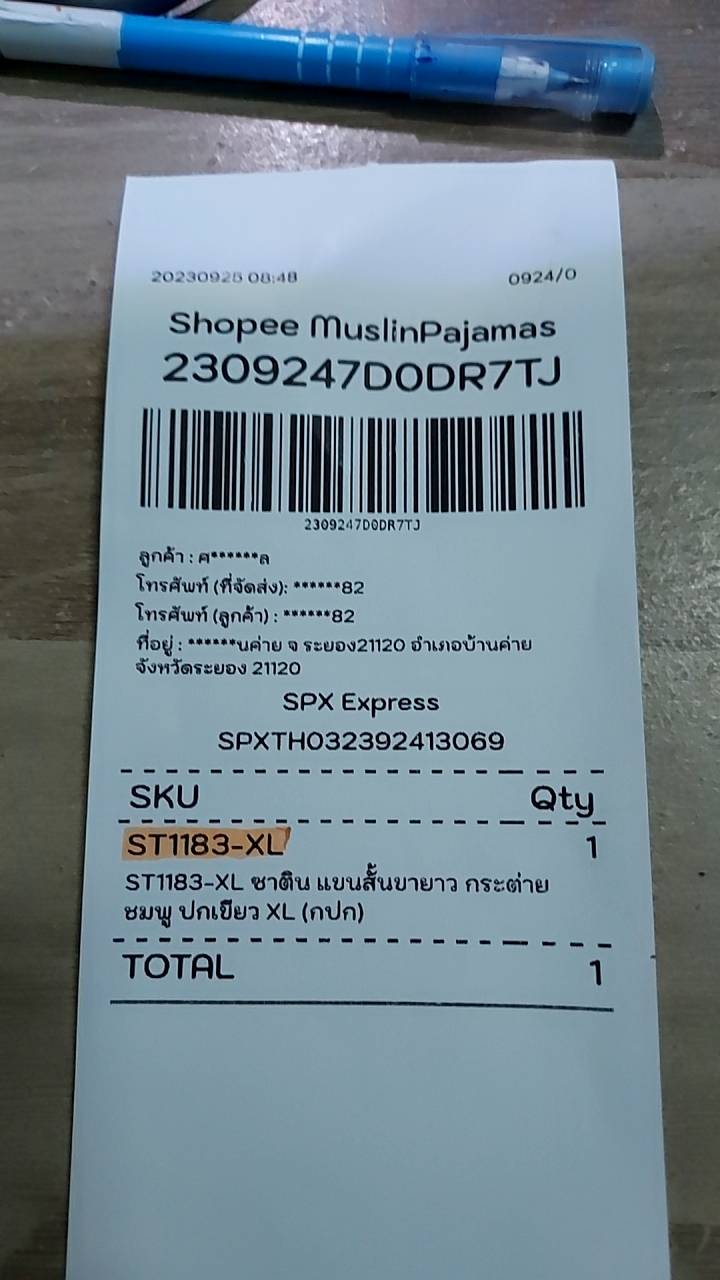 20230925 08:48 0924/0
Shopee MuslinPajamas
2309247D0DR7TJ
2309247D0DR7TJ
ลูกค้า : ศ******ล
โทรศัพท์ (ที่จัดส่ง): ******82
โทรศัพท์ (ลูกค้า) : ******82
ที่อยู่ : ******นค่าย จ ระยอง21120 อำเภอบ้านค่าย
จังหวัดระยอง 21120
SPX Express
SPXTH032392413069
SKU Qty
ST1183-XL 1
ST1183-XL ซาติน แขนสั้นขายาว กระต่าย
ชมพู ปกเขียว XL (กปก)
TOTAL 1